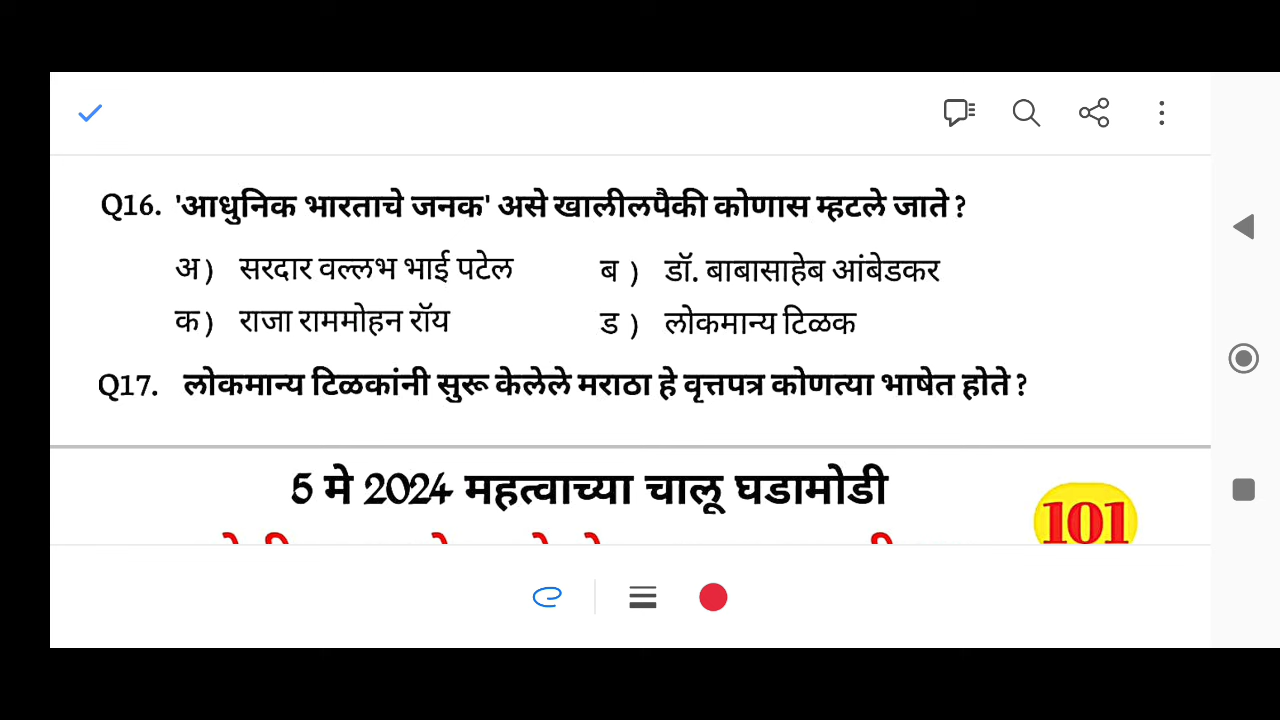 Q16. 'आधुनिक भारताचे जनक' असे खालीलपैकी कोणास म्हटले जाते ?
अ ) सरदार वल्लभ भाई पटेल ब ) डॉ. बाबासाहेब आंबेडकर
क ) राजा राममोहन रॉय ड ) लोकमान्य टिळक
Q17. लोकमान्य टिळकांनी सुरू केलेले मराठा हे वृत्तपत्र कोणत्या भाषेत होते ?
5 मे 2024 महत्वाच्या चालू घडामोडी
101